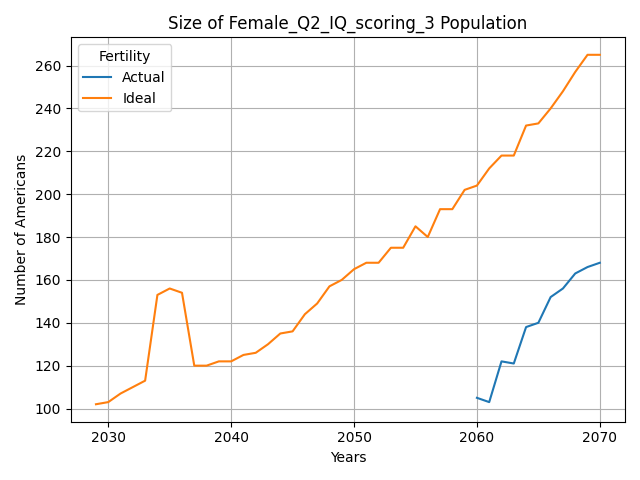 Size of Female_Q2_IQ_scoring_3 Population
Fertility
Actual
Ideal
Number of Americans
260
240
220
200
180
160
140
120
100
2030 2040 2050 2060 2070
Years